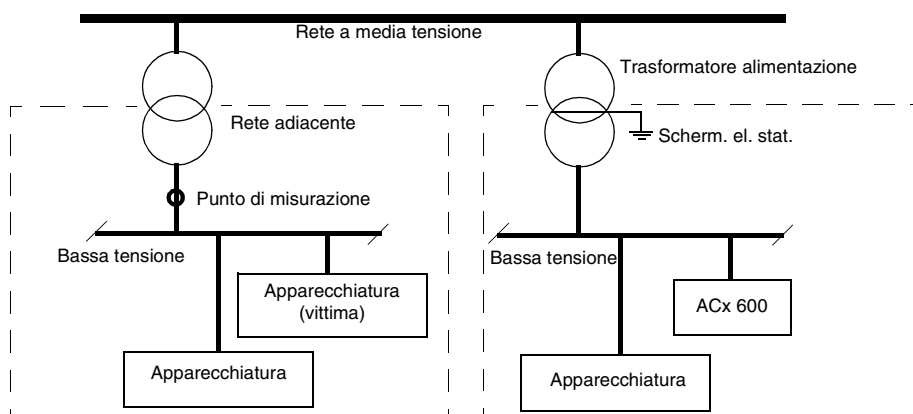 Rete a media tensione
Trasformatore alimentazione
Rete adiacente
Scherm. el. stat.
Punto di misurazione
Bassa tensione
Bassa tensione
Apparecchiatura
(vittima)
ACx 600
Apparecchiatura
Apparecchiatura